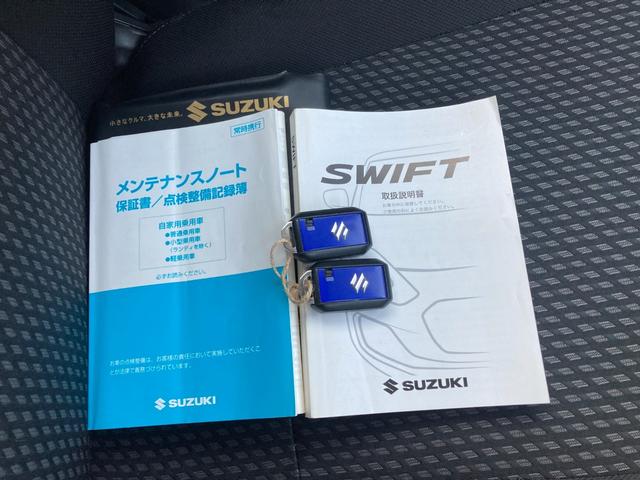 小さなクルマ、大きな未来。 SUZUKI
常時携行
メンテナンスノート
保証書／点検整備記録簿
自家用乗用車
●普通乗用車
●小型乗用車
(ランディを除く)
●軽乗用車
必ずお読みください。
お車の点検整備は、お客様の責任において実施していただくこ
とが法律で義務づけられています。
SUZUKI
SWIFT
SWIFT
取扱説明書
SUZUKI